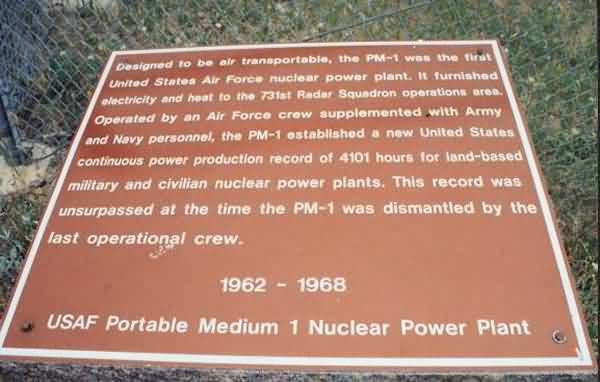 Designed to be air transportable, the PM-1 was the first
United States Air Force nuclear power plant. It furnished
electricity and heat to the 731st Radar Squadron operations area.
Operated by an Air Force crew supplemented with Army
and Navy personnel, the PM-1 established a new United States
continuous power production record of 4101 hours for land-based
military and civilian nuclear power plants. This record was
unsurpassed at the time the PM-1 was dismantled by the
last operational crew.
1962 - 1968
USAF Portable Medium 1 Nuclear Power Plant